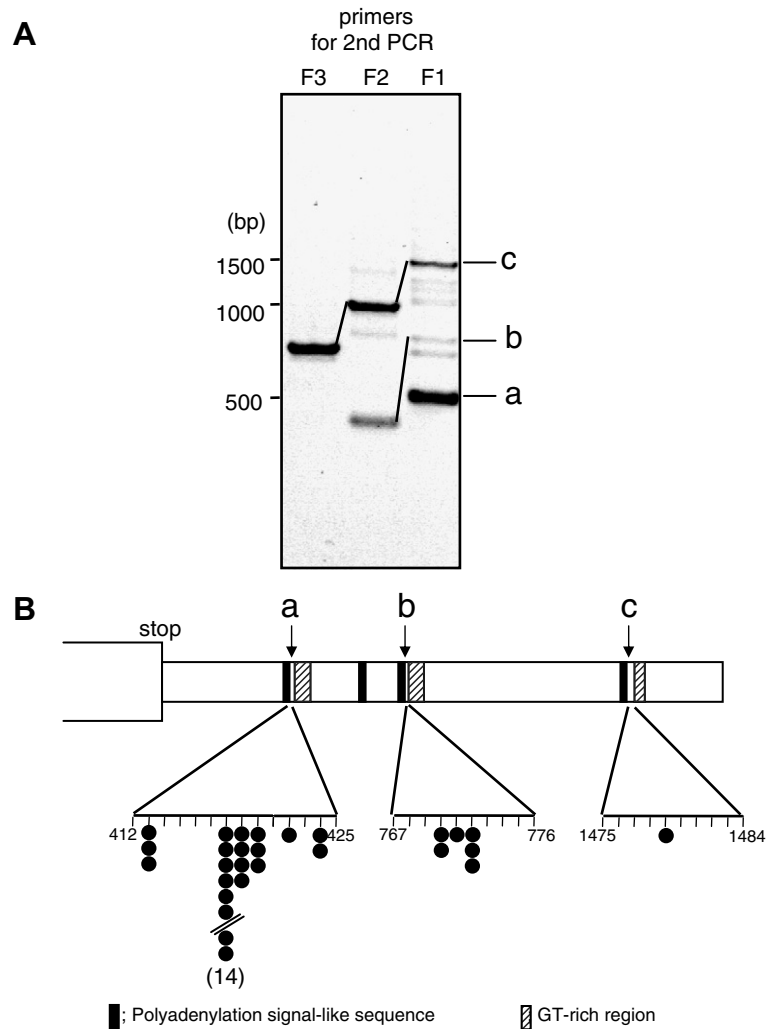 A
primers
for 2nd PCR
F3 F2 F1
(bp)
1500
1000
500
c
b
a
B
stop
a b c
412 425 767 776 1475 1484
(14)
; Polyadenylation signal-like sequence GT-rich region